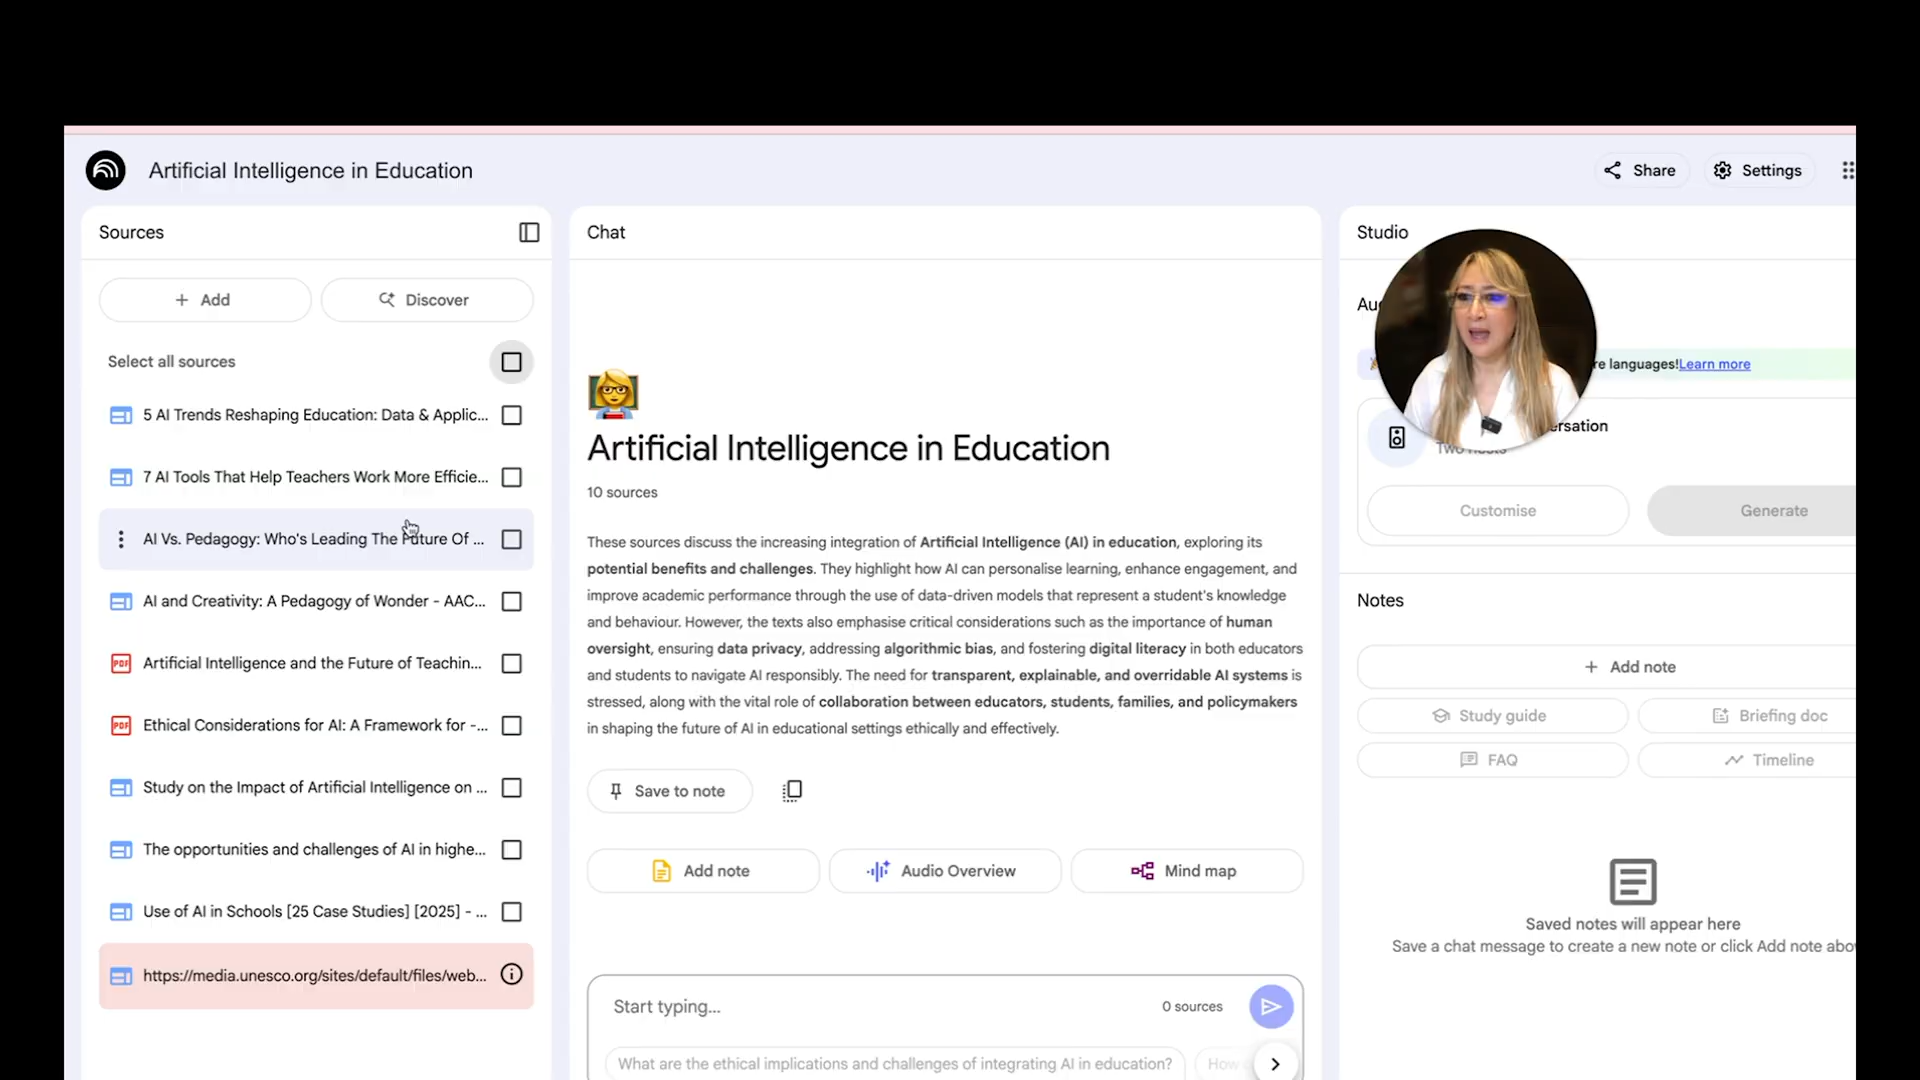 Artificial Intelligence in Education
Share
Settings
Sources
Add
Discover
Select all sources
5 AI Trends Reshaping Education: Data & Applic...
7 AI Tools That Help Teachers Work More Efficie...
AI Vs. Pedagogy: Who's Leading The Future Of ...
AI and Creativity: A Pedagogy of Wonder - AAC...
PDF
Artificial Intelligence and the Future of Teachin...
PDF
Ethical Considerations for AI: A Framework for -...
Study on the Impact of Artificial Intelligence on ...
The opportunities and challenges of AI in highe...
Use of AI in Schools [25 Case Studies] [2025] - ...
https://media.unesco.org/sites/default/files/web...
Chat
Artificial Intelligence in Education
10 sources
These sources discuss the increasing integration of Artificial Intelligence (AI) in education, exploring its
potential benefits and challenges. They highlight how AI can personalise learning, enhance engagement, and
improve academic performance through the use of data-driven models that represent a student's knowledge
and behaviour. However, the texts also emphasise critical considerations such as the importance of human
oversight, ensuring data privacy, addressing algorithmic bias, and fostering digital literacy in both educators
and students to navigate AI responsibly. The need for transparent, explainable, and overridable AI systems is
stressed, along with the vital role of collaboration between educators, students, families, and policymakers
in shaping the future of AI in educational settings ethically and effectively.
Save to note
Add note
Audio Overview
Mind map
Start typing...
0 sources
What are the ethical implications and challenges of integrating AI in education?
How
Studio
languages! Learn more
Customise
Generate
Notes
Add note
Study guide
Briefing doc
FAQ
Timeline
Saved notes will appear here
Save a chat message to create a new note or click Add note